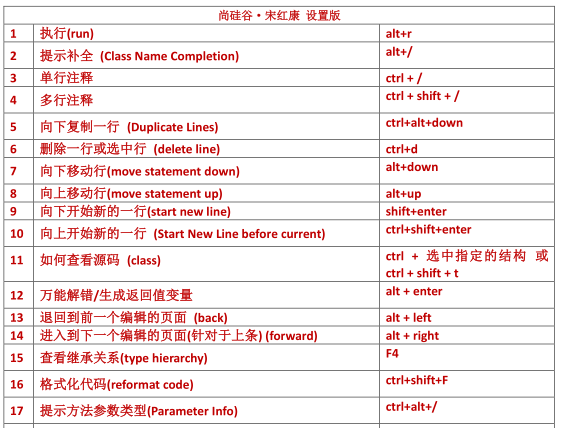 尚硅谷·宋红康 设置版
1 执行(run) alt+r
2 提示补全 (Class Name Completion) alt+/
3 单行注释 ctrl + /
4 多行注释 ctrl + shift + /
5 向下复制一行 (Duplicate Lines) ctrl+alt+down
6 删除一行或选中行 (delete line) ctrl+d
7 向下移动行(move statement down) alt+down
8 向上移动行(move statement up) alt+up
9 向下开始新的一行(start new line) shift+enter
10 向上开始新的一行 (Start New Line before current) ctrl+shift+enter
11 如何查看源码 (class) ctrl + 选中指定的结构 或
ctrl + shift + t
12 万能解错/生成返回值变量 alt + enter
13 退回到前一个编辑的页面 (back) alt + left
14 进入到下一个编辑的页面(针对于上条) (forward) alt + right
15 查看继承关系(type hierarchy) F4
16 格式化代码(reformat code) ctrl+shift+F
17 提示方法参数类型(Parameter Info) ctrl+alt+/